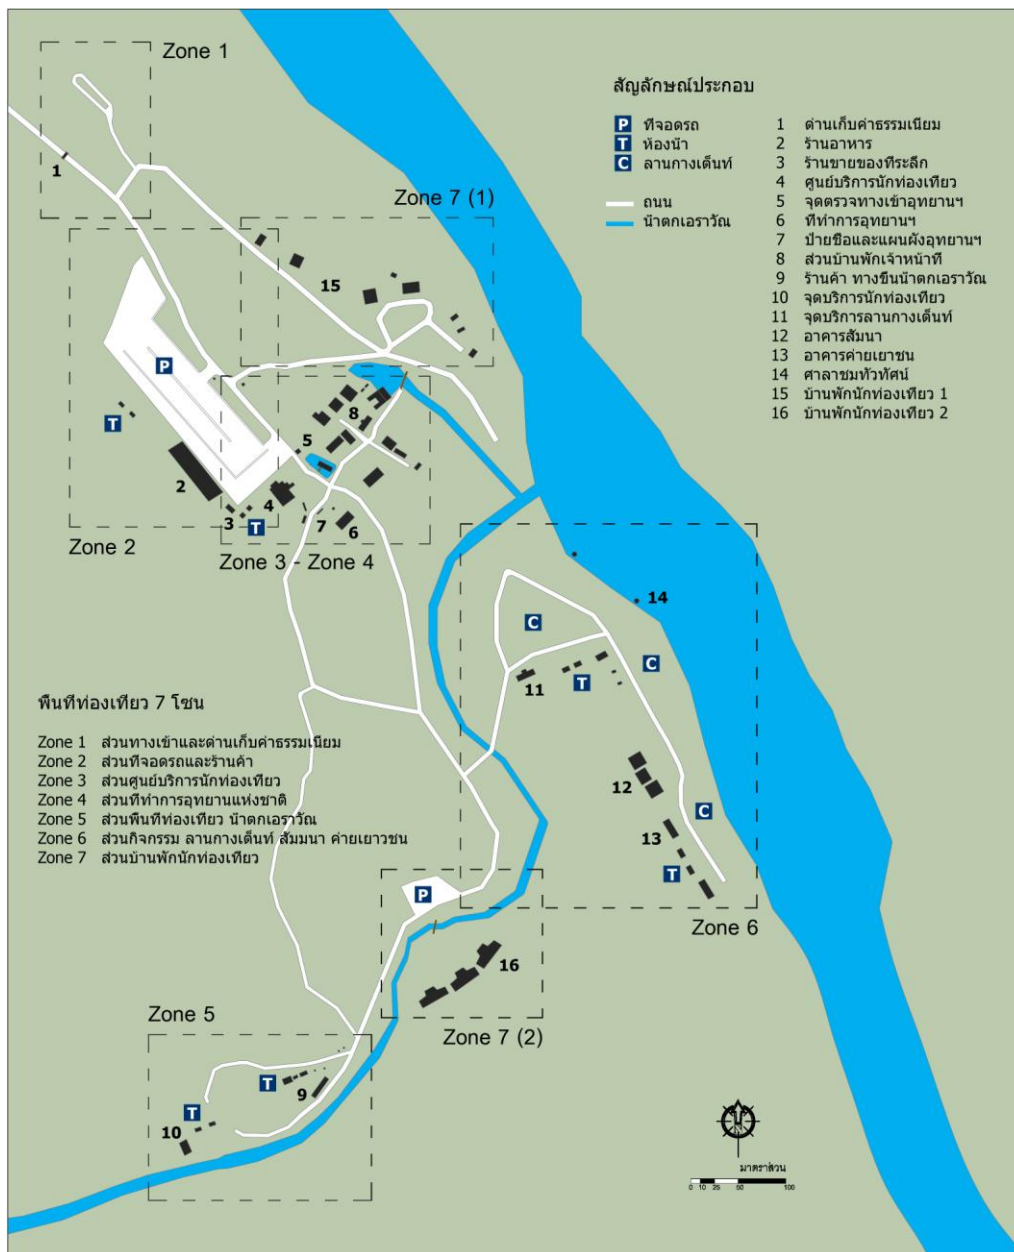 Zone 1
สัญลักษณ์ประกอบ
P ที่จอดรถ
T ห้องน้ำ
C ลานกางเต็นท์
ถนน
น้ำตกเอราวัณ
1 ด่านเก็บค่าธรรมเนียม
2 ร้านอาหาร
3 ร้านขายของที่ระลึก
4 ศูนย์บริการนักท่องเที่ยว
5 จุดตรวจทางเข้าอุทยานฯ
6 ที่ทำการอุทยานฯ
7 ป้ายชื่อและแผนผังอุทยานฯ
8 ส่วนบ้านพักเจ้าหน้าที่
9 ร้านค้า ทางขึ้นน้ำตกเอราวัณ
10 จุดบริการนักท่องเที่ยว
11 จุดบริการลานกางเต็นท์
12 อาคารสัมนา
13 อาคารค่ายเยาชน
14 ศาลาชมทัวทัศน์
15 บ้านพักนักท่องเที่ยว 1
16 บ้านพักนักท่องเที่ยว 2
1
Zone 7 (1)
15
P
T
8
5
2
4
3
T
7
6
Zone 2
Zone 3 - Zone 4
14
C
C
11
T
12
C
13
T
Zone 6
พื้นที่ท่องเที่ยว 7 โซน
Zone 1 ส่วนทางเข้าและด่านเก็บค่าธรรมเนียม
Zone 2 ส่วนที่จอดรถและร้านค้า
Zone 3 ส่วนศูนย์บริการนักท่องเที่ยว
Zone 4 ส่วนที่ทำการอุทยานแห่งชาติ
Zone 5 ส่วนพื้นที่ท่องเที่ยว น้ำตกเอราวัณ
Zone 6 ส่วนกิจกรรม ลานกางเต็นท์ สัมมนา ค่ายเยาวชน
Zone 7 ส่วนบ้านพักนักท่องเที่ยว
P
16
Zone 7 (2)
Zone 5
T
9
T
10
N
มาตราส่วน
0 10 25 50 100